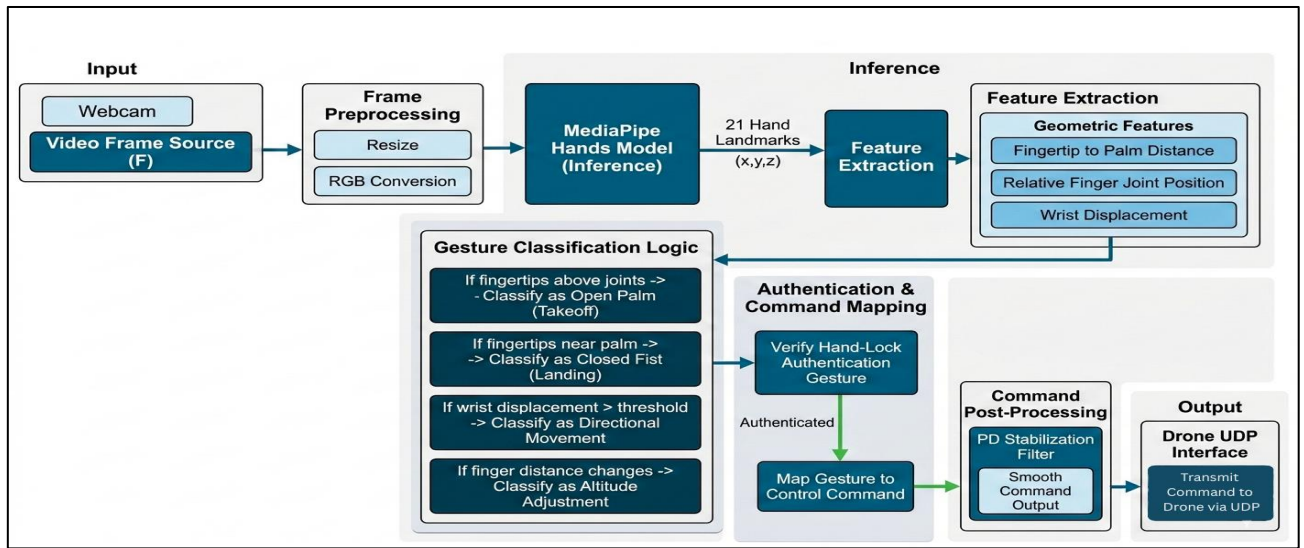 Input
Webcam
Video Frame Source
(F)
Frame
Preprocessing
Resize
RGB Conversion
Inference
MediaPipe
Hands Model
(Inference)
21 Hand
Landmarks
(x,y,z)
Feature
Extraction
Feature Extraction
Geometric Features
Fingertip to Palm Distance
Relative Finger Joint Position
Wrist Displacement
Gesture Classification Logic
If fingertips above joints ->
- Classify as Open Palm
(Takeoff)
If fingertips near palm ->
-> Classify as Closed Fist
(Landing)
If wrist displacement > threshold
-> Classify as Directional
Movement
If finger distance changes ->
Classify as Altitude
Adjustment
Authentication &
Command Mapping
Verify Hand-Lock
Authentication
Gesture
Authenticated
Map Gesture to
Control Command
Command
Post-Processing
PD Stabilization
Filter
Smooth
Command
Output
Output
Drone UDP
Interface
Transmit
Command to
Drone via UDP